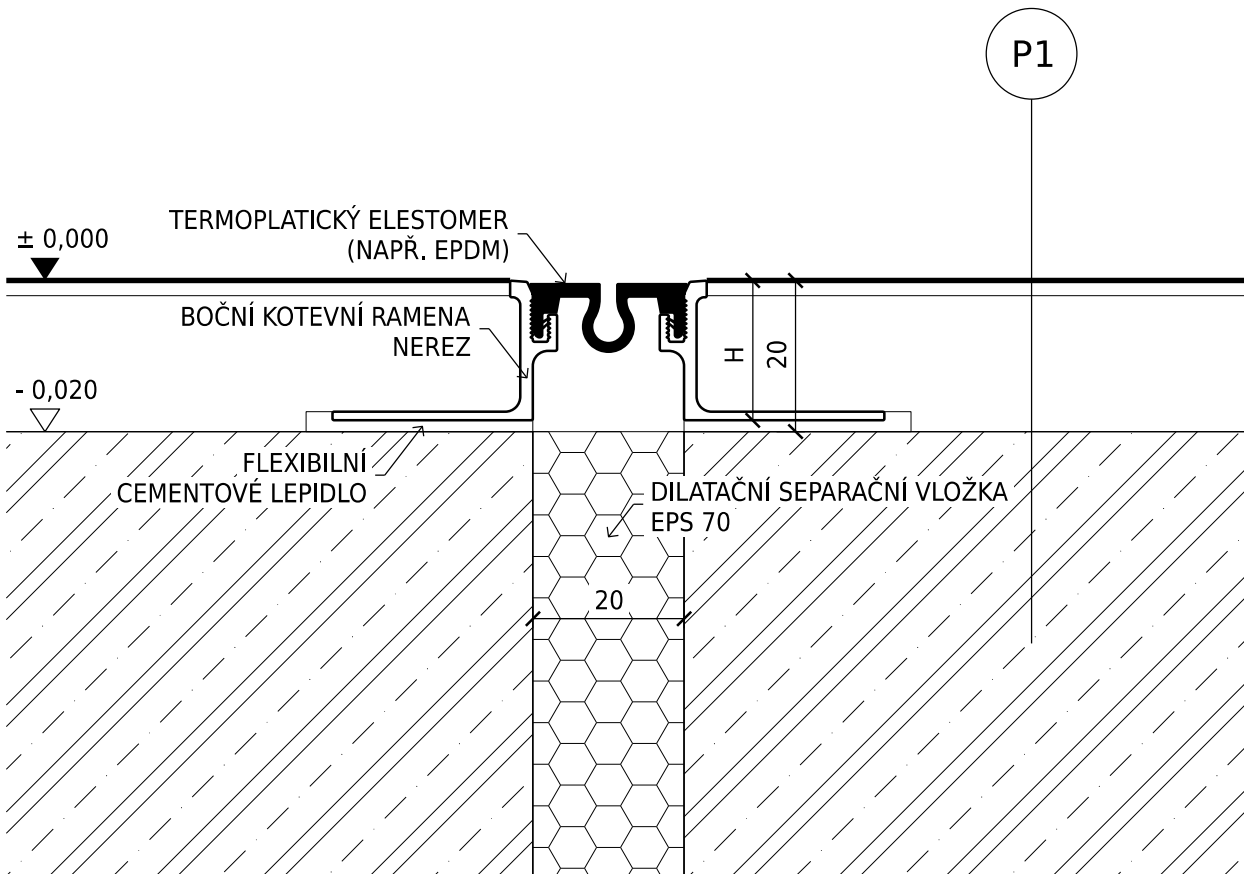 P1
TERMOPLATICKÝ ELESTOMER
(NAPŘ. EPDM)
± 0,000
BOČNÍ KOTEVNÍ RAMENA
NEREZ
H
20
- 0,020
FLEXIBILNÍ
CEMENTOVÉ LEPIDLO
DILATAČNÍ SEPARAČNÍ VLOŽKA
EPS 70
20